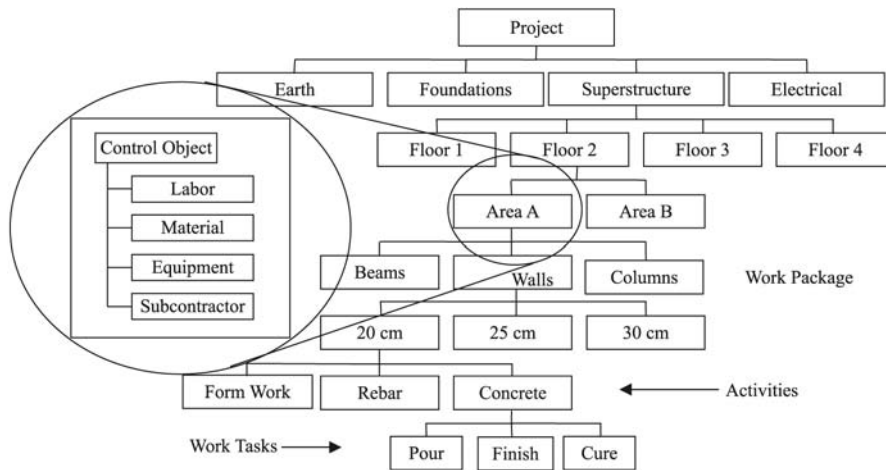 Project
Earth
Foundations
Superstructure
Electrical
Control Object
Labor
Material
Equipment
Subcontractor
Floor 1
Floor 2
Floor 3
Floor 4
Area A
Area B
Beams
Walls
Columns
Work Package
20 cm
25 cm
30 cm
Form Work
Rebar
Concrete
Activities
Work Tasks
Pour
Finish
Cure